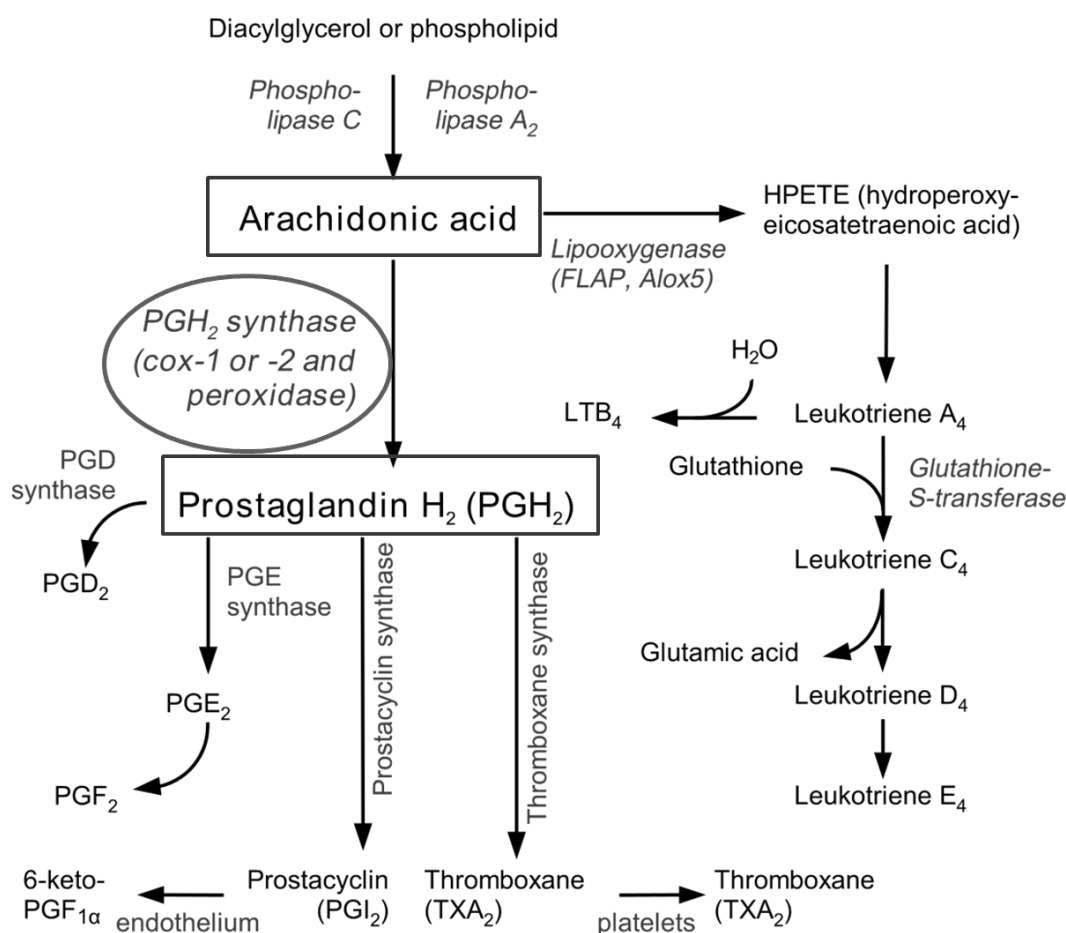 Diacylglycerol or phospholipid
Phospho-
lipase C
Phospho-
lipase A₂
Arachidonic acid
HPETE (hydroperoxy-
eicosatetraenoic acid)
Lipooxygenase
(FLAP, Alox5)
PGH₂ synthase
(cox-1 or -2 and
peroxidase)
H₂O
LTB₄
Leukotriene A₄
PGD
synthase
Glutathione
Glutathione-
S-transferase
Prostaglandin H₂ (PGH₂)
PGD₂
PGE
synthase
Prostacyclin synthase
Thromboxane synthase
Leukotriene C₄
Glutamic acid
PGE₂
Leukotriene D₄
PGF₂
Leukotriene E₄
6-keto-
PGF₁α
endothelium
Prostacyclin
(PGI₂)
Thromboxane
(TXA₂)
platelets
Thromboxane
(TXA₂)